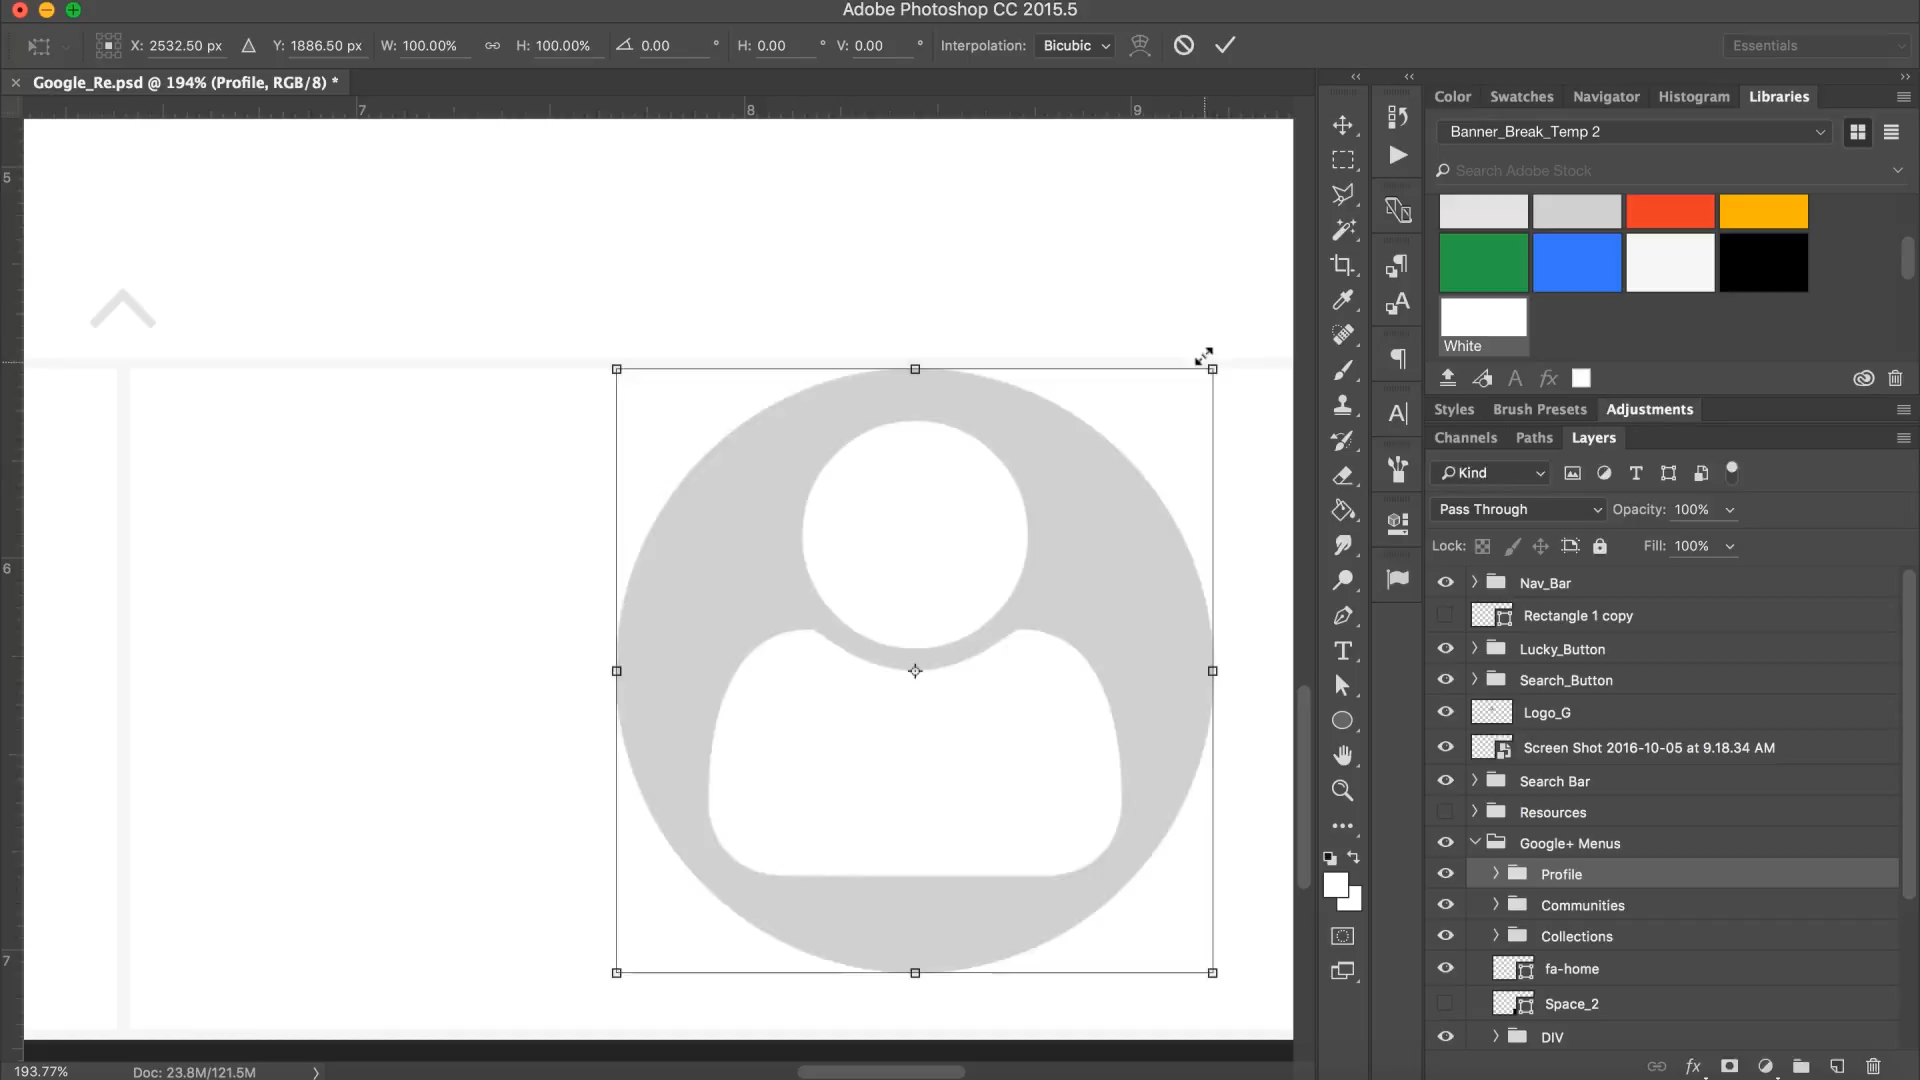 Adobe Photoshop CC 2015.5
X: 2532.50 px Y: 1886.50 px W: 100.00% H: 100.00% 0.00 ° H: 0.00 ° V: 0.00 ° Interpolation: Bicubic Essentials
Google_Re.psd @ 194% (Profile, RGB/8) *
7 8 9
5
6
7
Color Swatches Navigator Histogram Libraries
Banner_Break_Temp 2
Search Adobe Stock
White
Styles Brush Presets Adjustments
Channels Paths Layers
Kind
Pass Through Opacity: 100%
Lock: Fill: 100%
Nav_Bar
Rectangle 1 copy
Lucky_Button
Search_Button
Logo_G
Screen Shot 2016-10-05 at 9.18.34 AM
Search Bar
Resources
Google+ Menus
Profile
Communities
Collections
fa-home
Space_2
DIV
193.77% Doc: 23.8M/121.5M